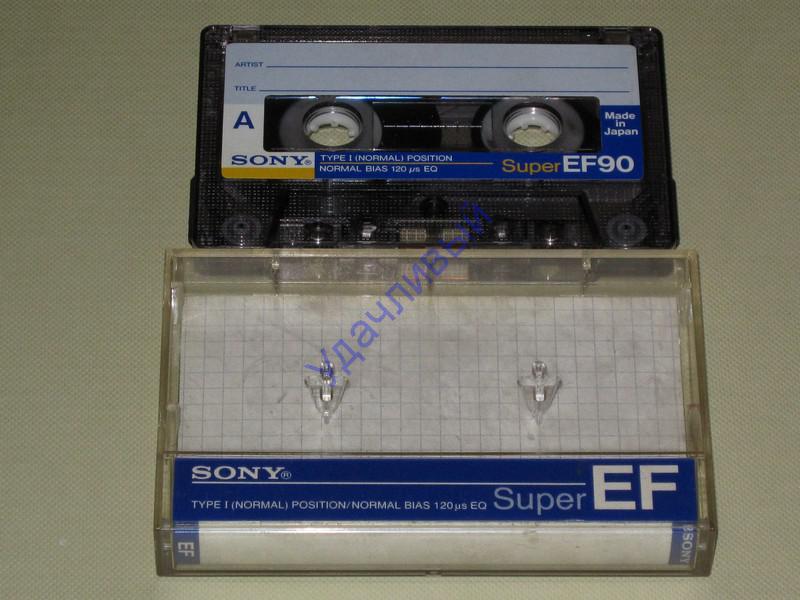 ARTIST
TITLE
A
Made
in
Japan
SONY®
TYPE I (NORMAL) POSITION
NORMAL BIAS 120 µs EQ
Super EF90
Удачливый
SONY®
TYPE I (NORMAL) POSITION/NORMAL BIAS 120 µs EQ
Super EF
EF
SONY